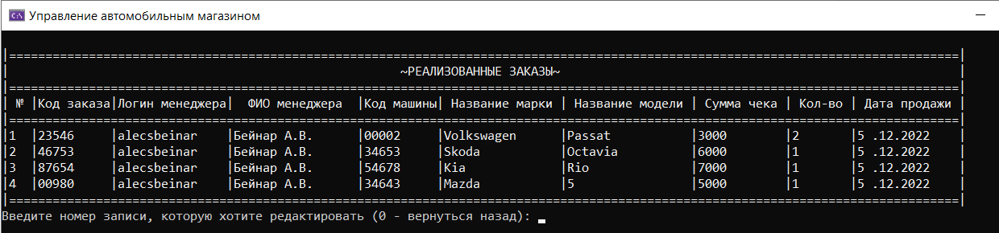 Управление автомобильным магазином
|===================================================================================================================================|
| ~РЕАЛИЗОВАННЫЕ ЗАКАЗЫ~ |
|===================================================================================================================================|
| № |Код заказа|Логин менеджера| ФИО менеджера |Код машины| Название марки | Название модели | Сумма чека | Кол-во | Дата продажи |
|===================================================================================================================================|
|1 |23546 |alecsbeinar |Бейнар А.В. |00002 |Volkswagen |Passat |3000 |2 |5 .12.2022 |
|2 |46753 |alecsbeinar |Бейнар А.В. |34653 |Skoda |Octavia |6000 |1 |5 .12.2022 |
|3 |87654 |alecsbeinar |Бейнар А.В. |54678 |Kia |Rio |7000 |1 |5 .12.2022 |
|4 |00980 |alecsbeinar |Бейнар А.В. |34643 |Mazda |5 |5000 |1 |5 .12.2022 |
|===================================================================================================================================|
Введите номер записи, которую хотите редактировать (0 - вернуться назад):